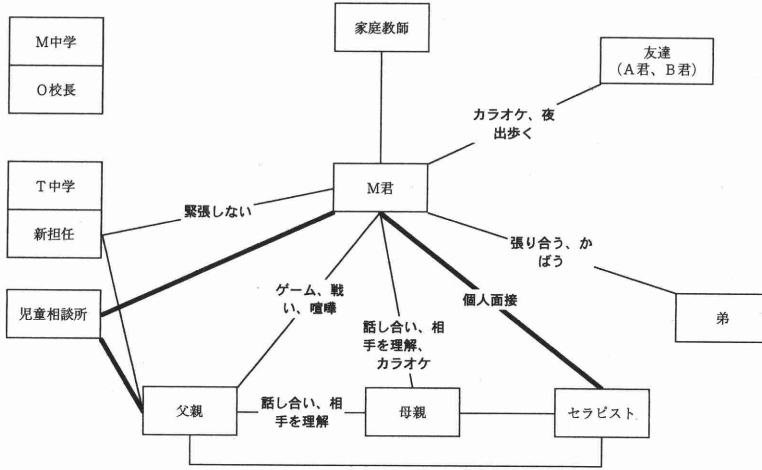 家庭教師
M中学
O校長
友達
(A君、B君)
カラオケ、夜
出歩く
T中学
新担任
M君
緊張しない
張り合う、か
ばう
児童相談所
ゲーム、戦
い、喧嘩
個人面接
弟
話し合い、相
手を理解、
カラオケ
父親
話し合い、相
手を理解
母親
セラピスト